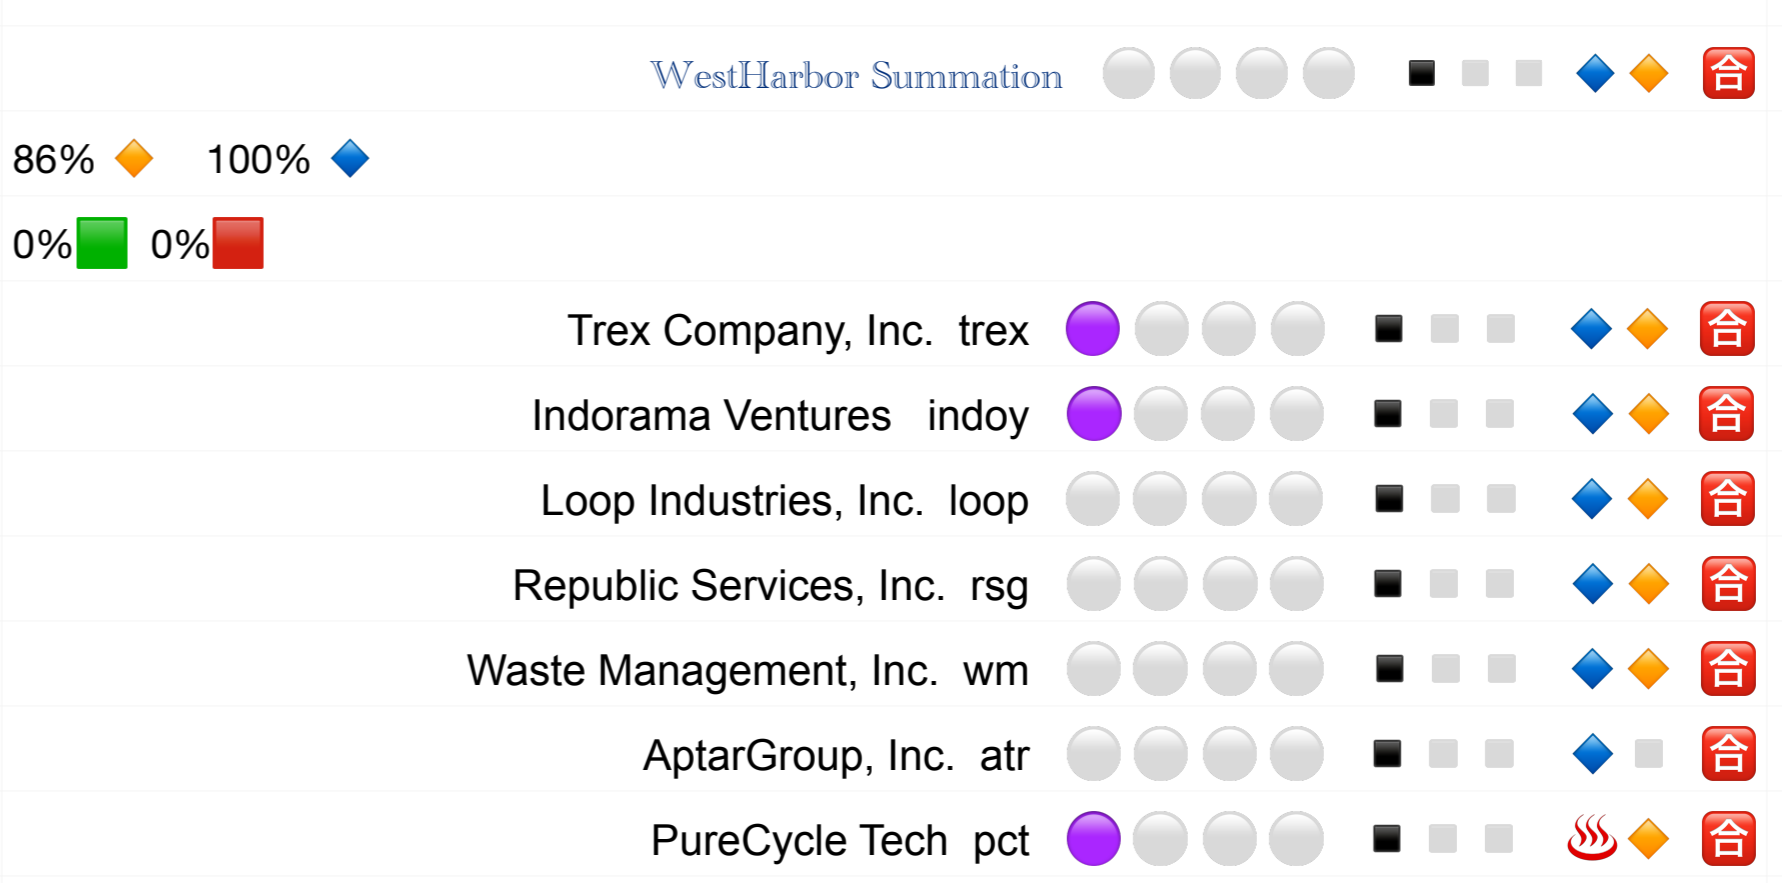 WestHarbor Summation ⚪⚪⚪⚪ ▪️◽◽ 🔹🔸 🈴
86% 🔸 100% 🔹
0%🟩 0%🟥
Trex Company, Inc. trex 🟣⚪⚪⚪ ▪️◽◽ 🔹🔸 🈴
Indorama Ventures indoy 🟣⚪⚪⚪ ▪️◽◽ 🔹🔸 🈴
Loop Industries, Inc. loop ⚪⚪⚪⚪ ▪️◽◽ 🔹🔸 🈴
Republic Services, Inc. rsg ⚪⚪⚪⚪ ▪️◽◽ 🔹🔸 🈴
Waste Management, Inc. wm ⚪⚪⚪⚪ ▪️◽◽ 🔹🔸 🈴
AptarGroup, Inc. atr ⚪⚪⚪⚪ ▪️◽◽ 🔹◽ 🈴
PureCycle Tech pct 🟣⚪⚪⚪ ▪️◽◽ ♨️🔸 🈴